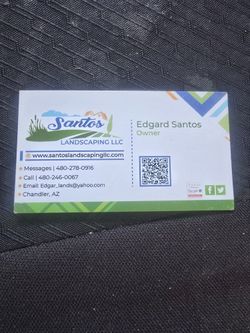 Santos
LANDSCAPING LLC
www.santoslandscapingllc.com
Messages | 480-278-0916
Call | 480-246-0067
Email: Edgar_lands@yahoo.com
Chandler, AZ
Edgard Santos
Owner